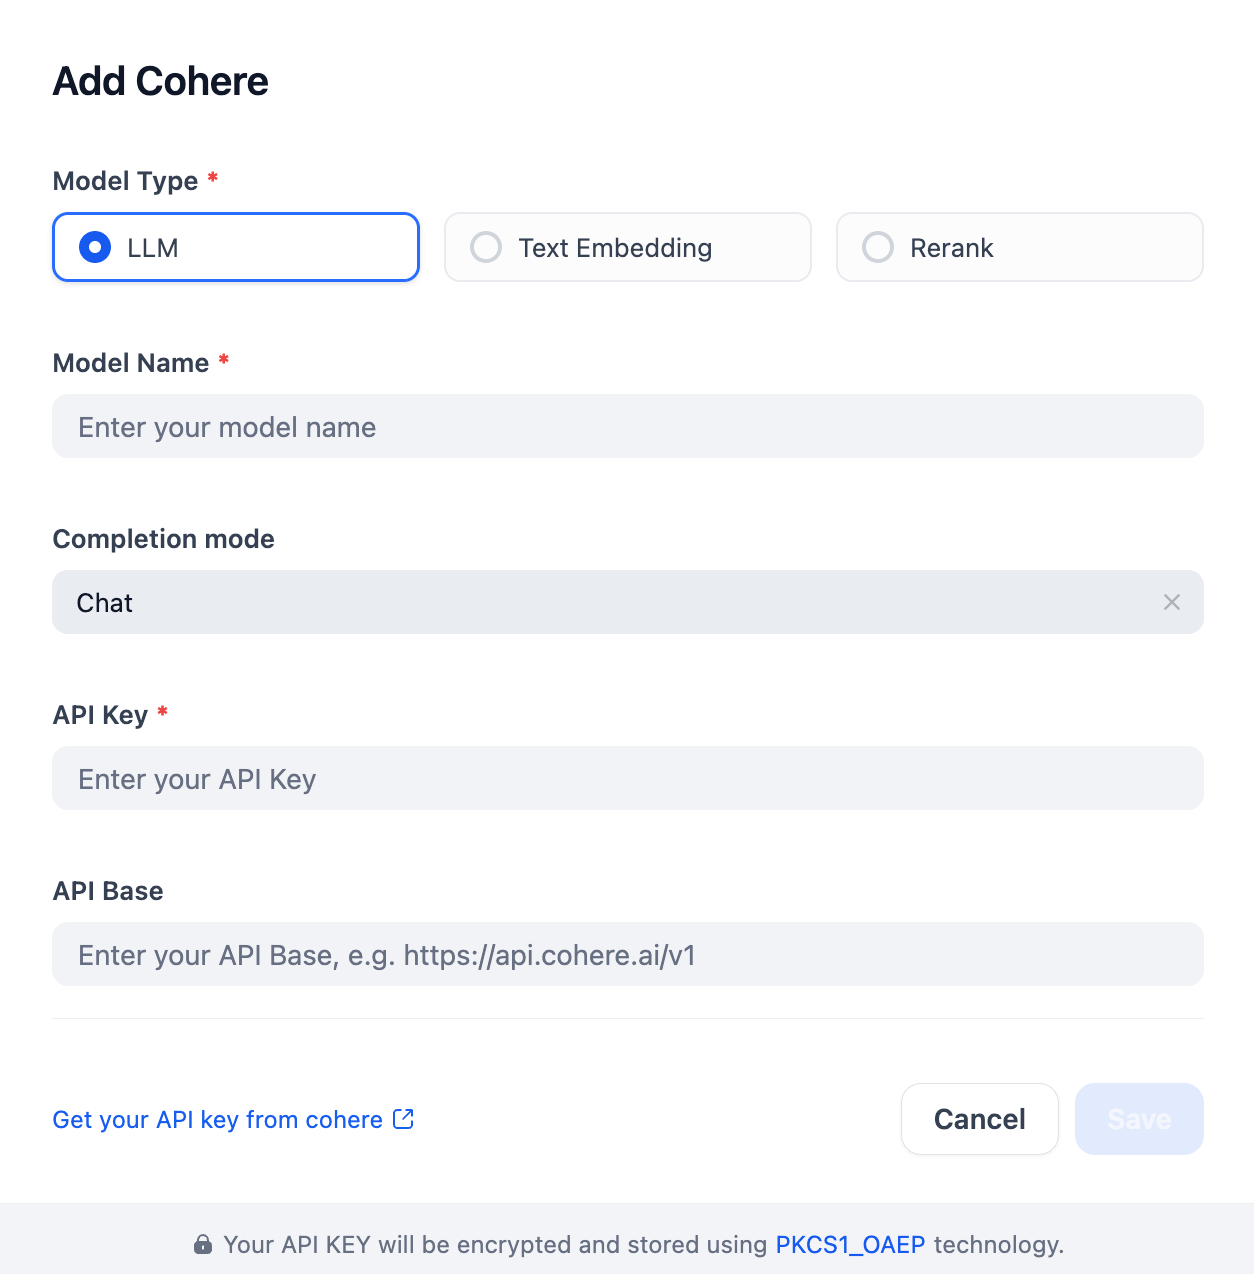 Add Cohere
Model Type *
LLM
Text Embedding
Rerank
Model Name *
Enter your model name
Completion mode
Chat
API Key *
Enter your API Key
API Base
Enter your API Base, e.g. https://api.cohere.ai/v1
Get your API key from cohere
Cancel
Save
Your API KEY will be encrypted and stored using PKCS1_OAEP technology.